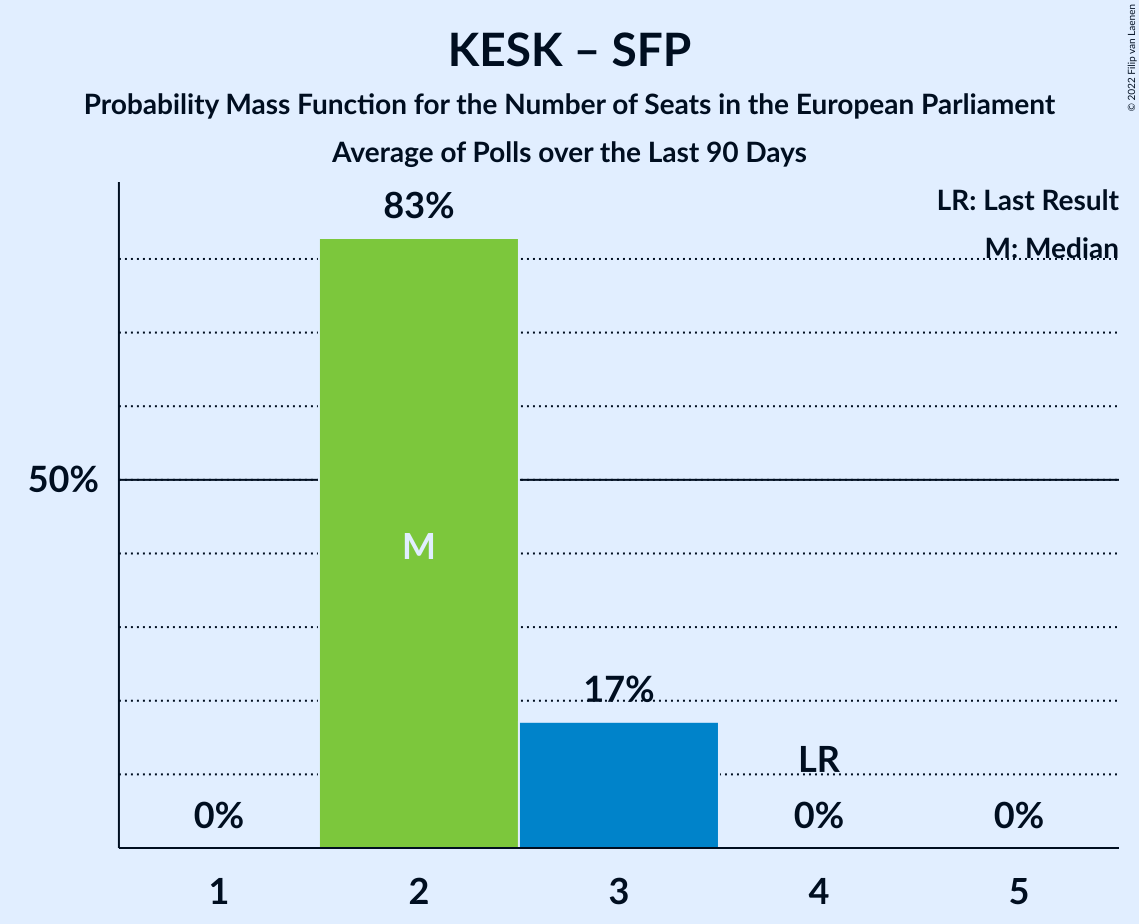 KESK – SFP
Probability Mass Function for the Number of Seats in the European Parliament
Average of Polls over the Last 90 Days
© 2022 Filip van Laenen
LR: Last Result
M: Median
83%
50%
M
17%
LR
0%
0%
0%
1
2
3
4
5